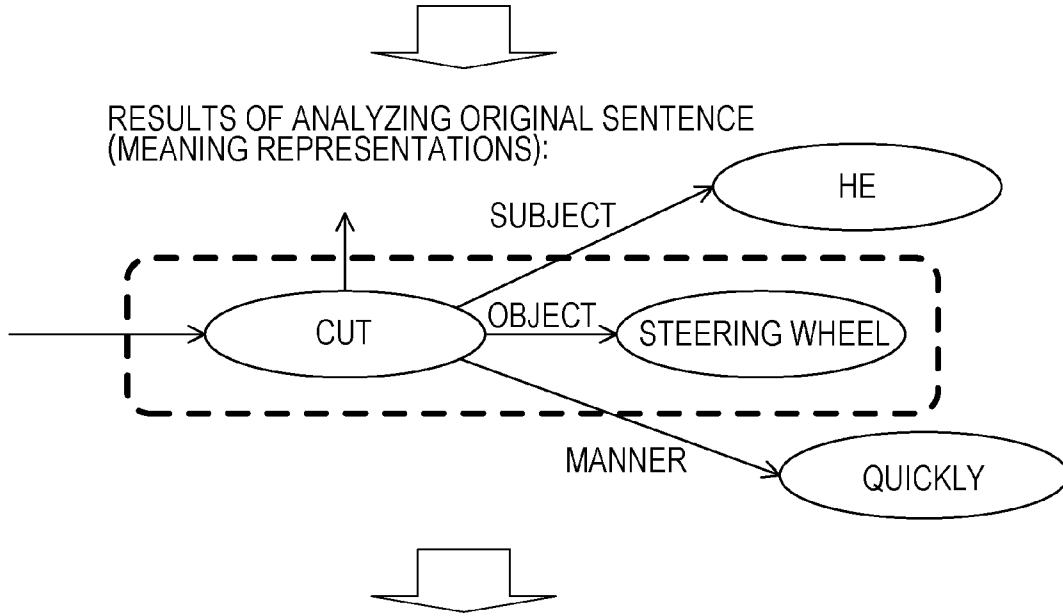 RESULTS OF ANALYZING ORIGINAL SENTENCE
(MEANING REPRESENTATIONS):
HE
SUBJECT
CUT
OBJECT
STEERING WHEEL
MANNER
QUICKLY